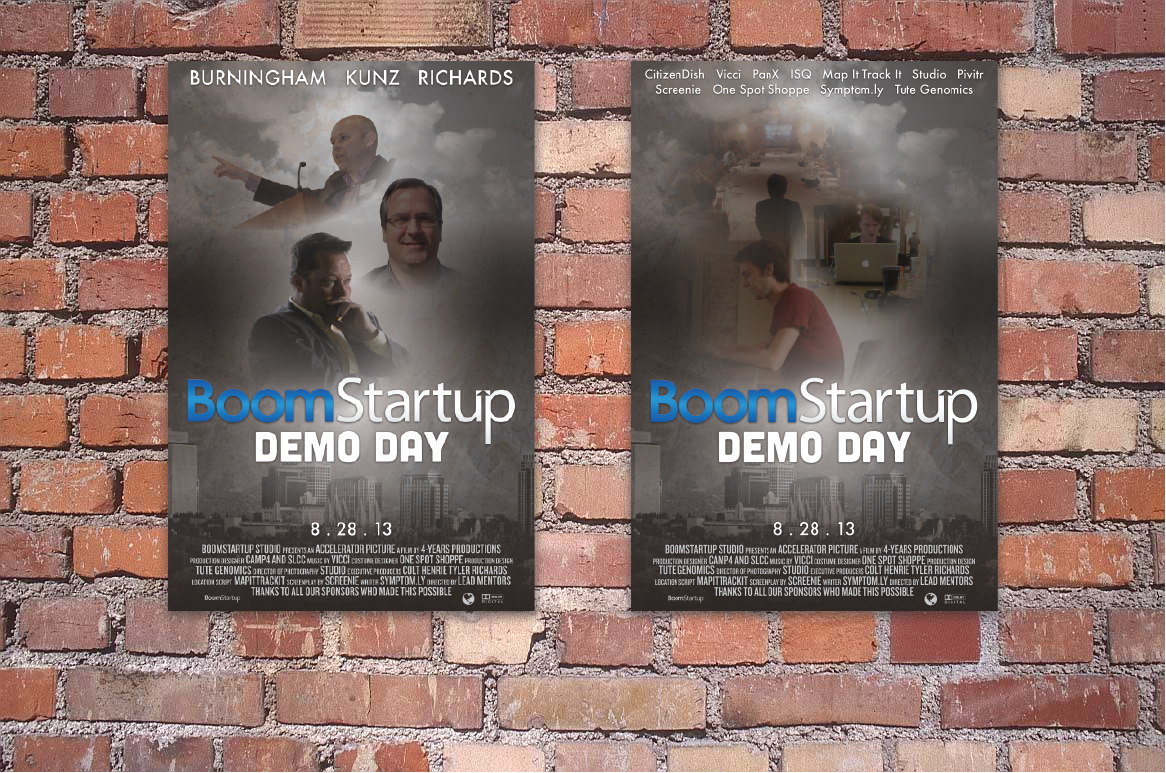 BURNINGHAM KUNZ RICHARDS
BoomStartup
DEMO DAY
8 . 28 . 13
BOOMSTARTUP STUDIO PRESENTS AN ACCELERATOR PICTURE A FILM BY 4-YEARS PRODUCTIONS
PRODUCTION DESIGNER CAMP4 AND SLCC MUSIC BY VICCI COSTUME DESIGNER ONE SPOT SHOPPE PRODUCTION DESIGN
TUTE GENOMICS DIRECTOR OF PHOTOGRAPHY STUDIO EXECUTIVE PRODUCERS COLT HENRIE TYLER RICHARDS
LOCATION SCRIPT MAPITTRACKIT SCREENPLAY BY SCREENIE WRITER SYMPTOM.LY DIRECTED BY LEAD MENTORS
THANKS TO ALL OUR SPONSORS WHO MADE THIS POSSIBLE
BoomStartup
DOLBY
DIGITAL
CitizenDish Vicci PanX ISQ Map It Track It Studio Pivitr
Screenie One Spot Shoppe Symptom.ly Tute Genomics
BoomStartup
DEMO DAY
8 . 28 . 13
BOOMSTARTUP STUDIO PRESENTS AN ACCELERATOR PICTURE A FILM BY 4-YEARS PRODUCTIONS
PRODUCTION DESIGNER CAMP4 AND SLCC MUSIC BY VICCI COSTUME DESIGNER ONE SPOT SHOPPE PRODUCTION DESIGN
TUTE GENOMICS DIRECTOR OF PHOTOGRAPHY STUDIO EXECUTIVE PRODUCERS COLT HENRIE TYLER RICHARDS
LOCATION SCRIPT MAPITTRACKIT SCREENPLAY BY SCREENIE WRITER SYMPTOM.LY DIRECTED BY LEAD MENTORS
THANKS TO ALL OUR SPONSORS WHO MADE THIS POSSIBLE
BoomStartup
DOLBY
DIGITAL